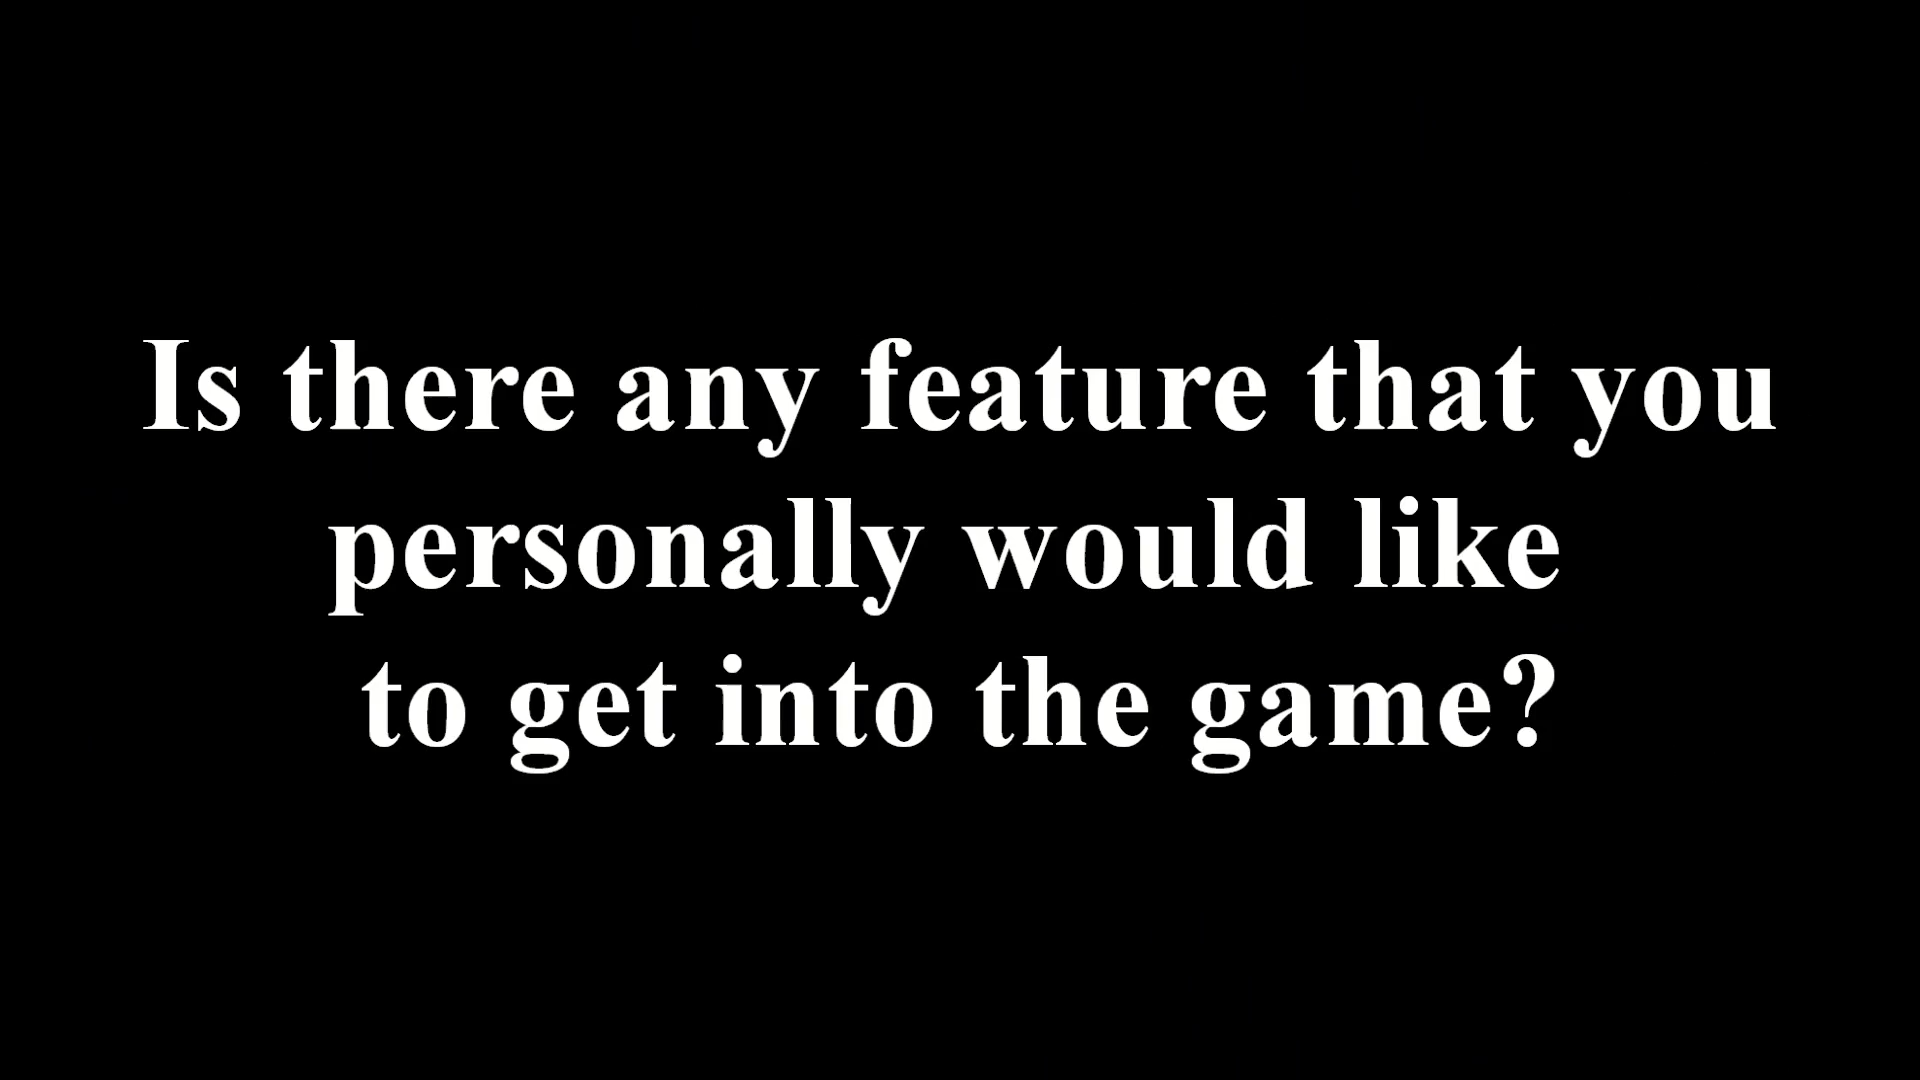 Is there any feature that you
personally would like
to get into the game?